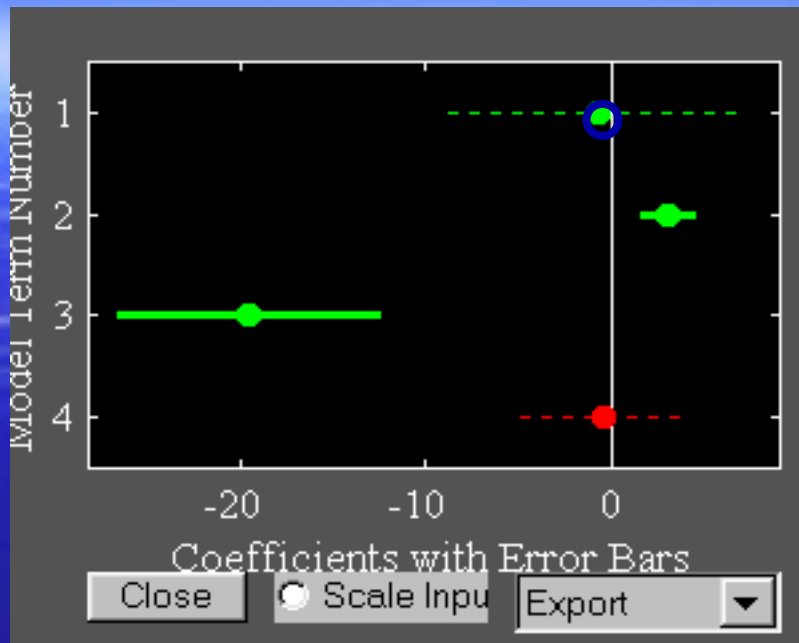 Model Term Number
1
2
3
4
-20 -10 0
Coefficients with Error Bars
Close Scale Inpu Export